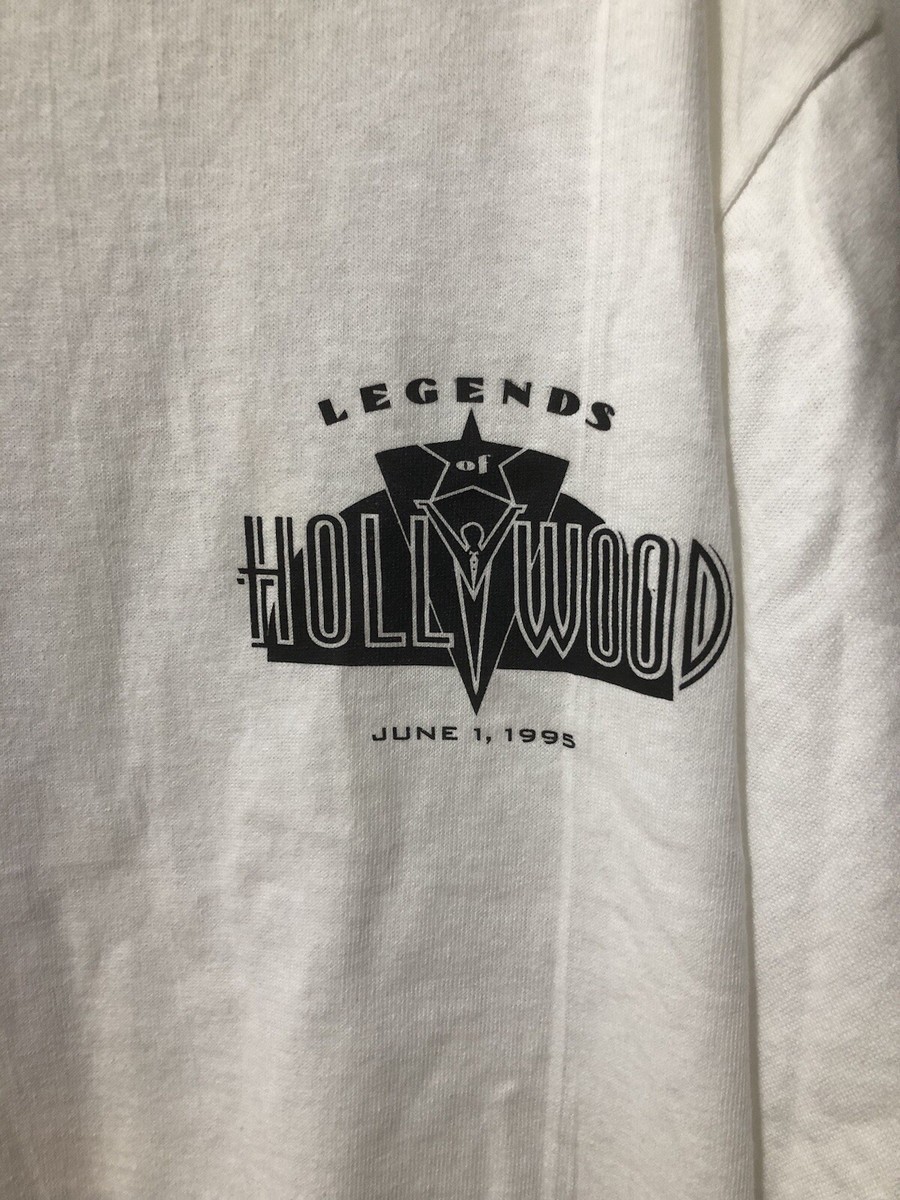 LEGENDS
of
HOLLYWOOD
JUNE 1, 1995